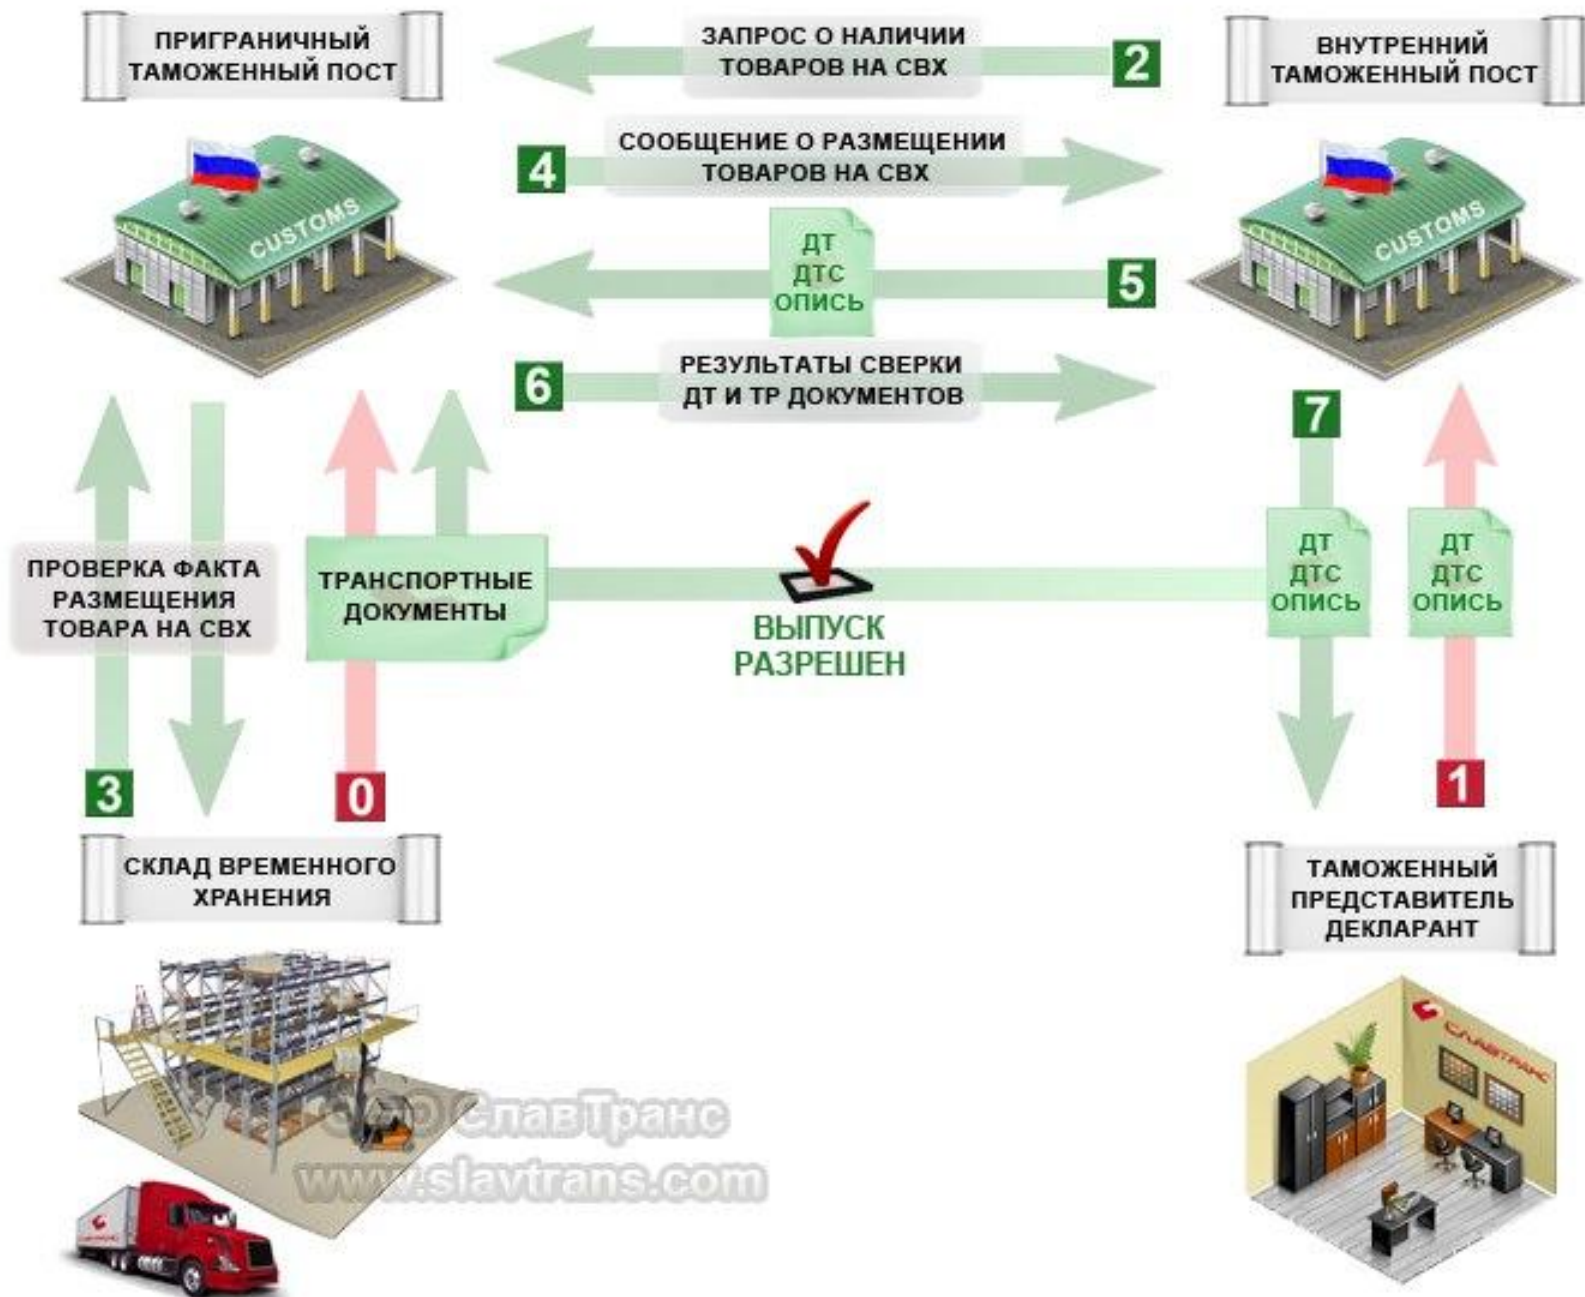 ПРИГРАНИЧНЫЙ
ТАМОЖЕННЫЙ ПОСТ
ЗАПРОС О НАЛИЧИИ
ТОВАРОВ НА СВХ
2
ВНУТРЕННИЙ
ТАМОЖЕННЫЙ ПОСТ
4
СООБЩЕНИЕ О РАЗМЕЩЕНИИ
ТОВАРОВ НА СВХ
CUSTOMS
CUSTOMS
ДТ
ДТС
ОПИСЬ
5
6
РЕЗУЛЬТАТЫ СВЕРКИ
ДТ И ТР ДОКУМЕНТОВ
7
ПРОВЕРКА ФАКТА
РАЗМЕЩЕНИЯ
ТОВАРА НА СВХ
ТРАНСПОРТНЫЕ
ДОКУМЕНТЫ
ВЫПУСК
РАЗРЕШЕН
ДТ
ДТС
ОПИСЬ
ДТ
ДТС
ОПИСЬ
3
0
1
СКЛАД ВРЕМЕННОГО
ХРАНЕНИЯ
ТАМОЖЕННЫЙ
ПРЕДСТАВИТЕЛЬ
ДЕКЛАРАНТ
СЛАВТРАНС
ООО СлавТранс
www.slavtrans.com